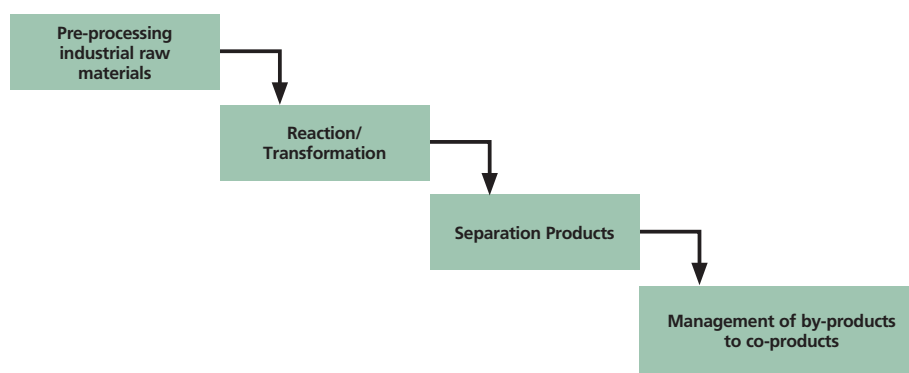 Pre-processing
industrial raw
materials
Reaction/
Transformation
Separation Products
Management of by-products
to co-products